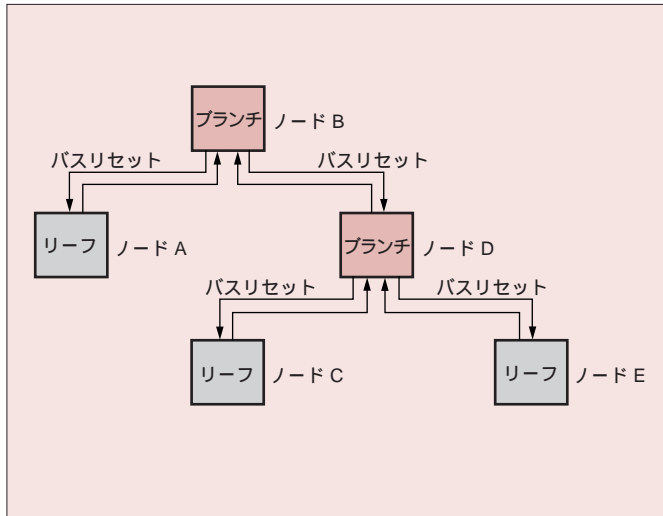 ブランチ
ノード B
バスリセット
バスリセット
リーフ
ノード A
ブランチ
ノード D
バスリセット
バスリセット
リーフ
ノード C
リーフ
ノード E